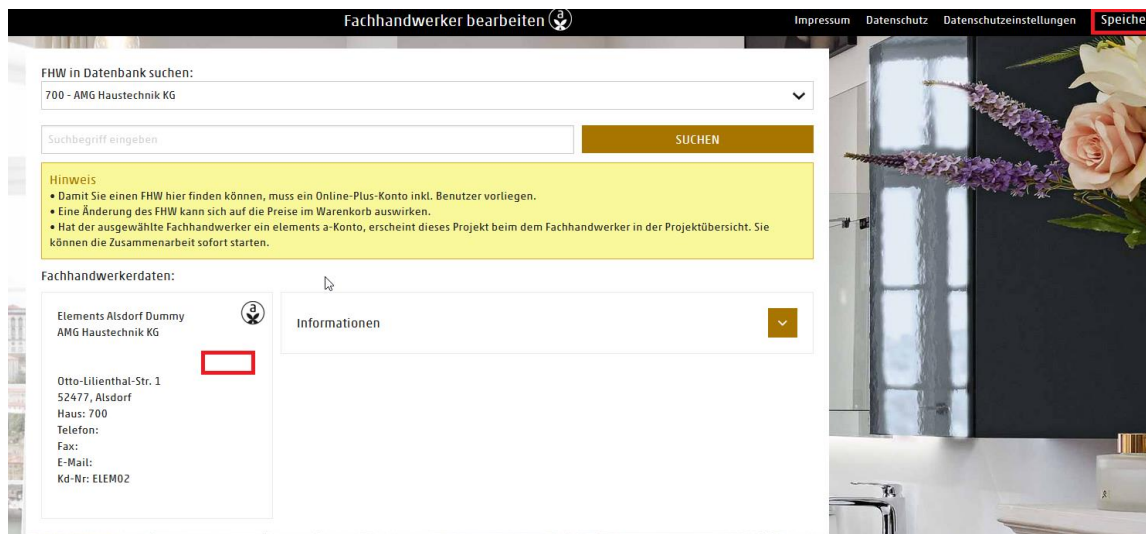 Fachhandwerker bearbeiten a
Impressum Datenschutz Datenschutzeinstellungen Speiche
FHW in Datenbank suchen:
700 - AMG Haustechnik KG
Suchbegriff eingeben
SUCHEN
Hinweis
• Damit Sie einen FHW hier finden können, muss ein Online-Plus-Konto inkl. Benutzer vorliegen.
• Eine Änderung des FHW kann sich auf die Preise im Warenkorb auswirken.
• Hat der ausgewählte Fachhandwerker ein elements a-Konto, erscheint dieses Projekt beim dem Fachhandwerker in der Projektübersicht. Sie
können die Zusammenarbeit sofort starten.
Fachhandwerkerdaten:
Elements Alsdorf Dummy
AMG Haustechnik KG
a
Otto-Lilienthal-Str. 1
52477, Alsdorf
Haus: 700
Telefon:
Fax:
E-Mail:
Kd-Nr: ELEM02
Informationen